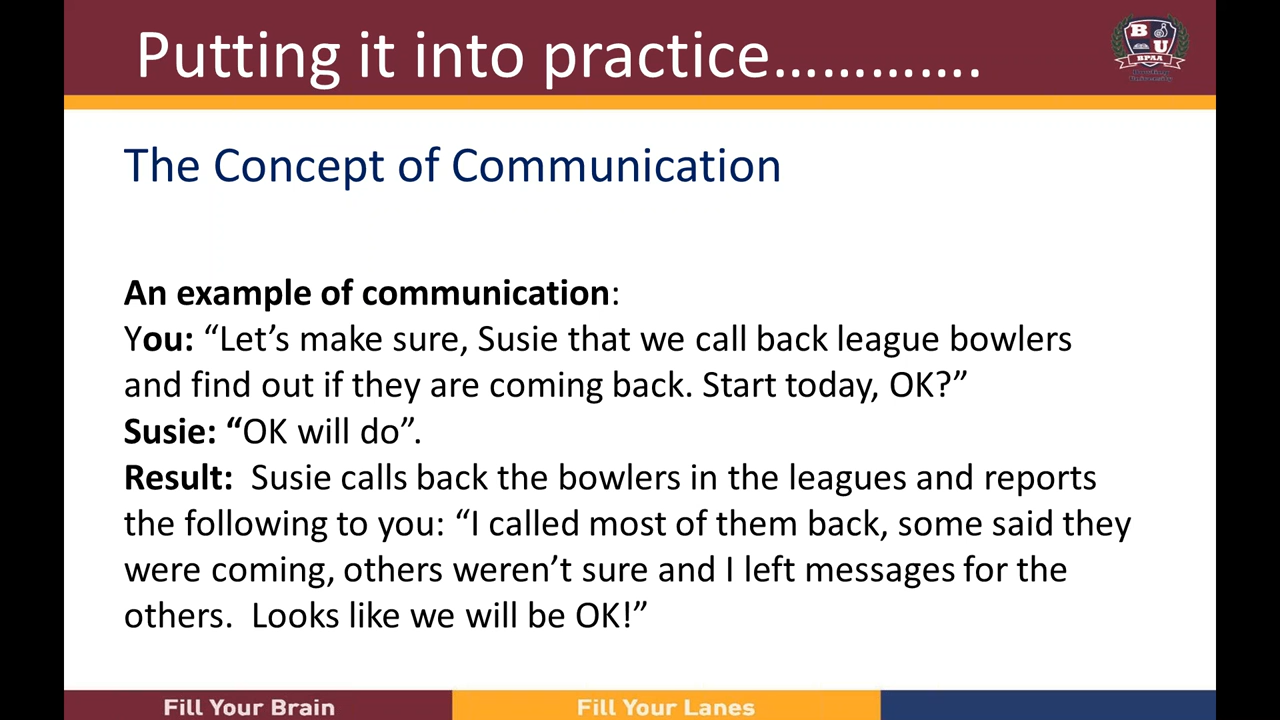 Putting it into practice………….
B U
BPAA
Bowling
University
The Concept of Communication
An example of communication:
You: “Let’s make sure, Susie that we call back league bowlers
and find out if they are coming back. Start today, OK?”
Susie: “OK will do”.
Result:  Susie calls back the bowlers in the leagues and reports
the following to you: “I called most of them back, some said they
were coming, others weren’t sure and I left messages for the
others.  Looks like we will be OK!”
Fill Your Brain
Fill Your Lanes